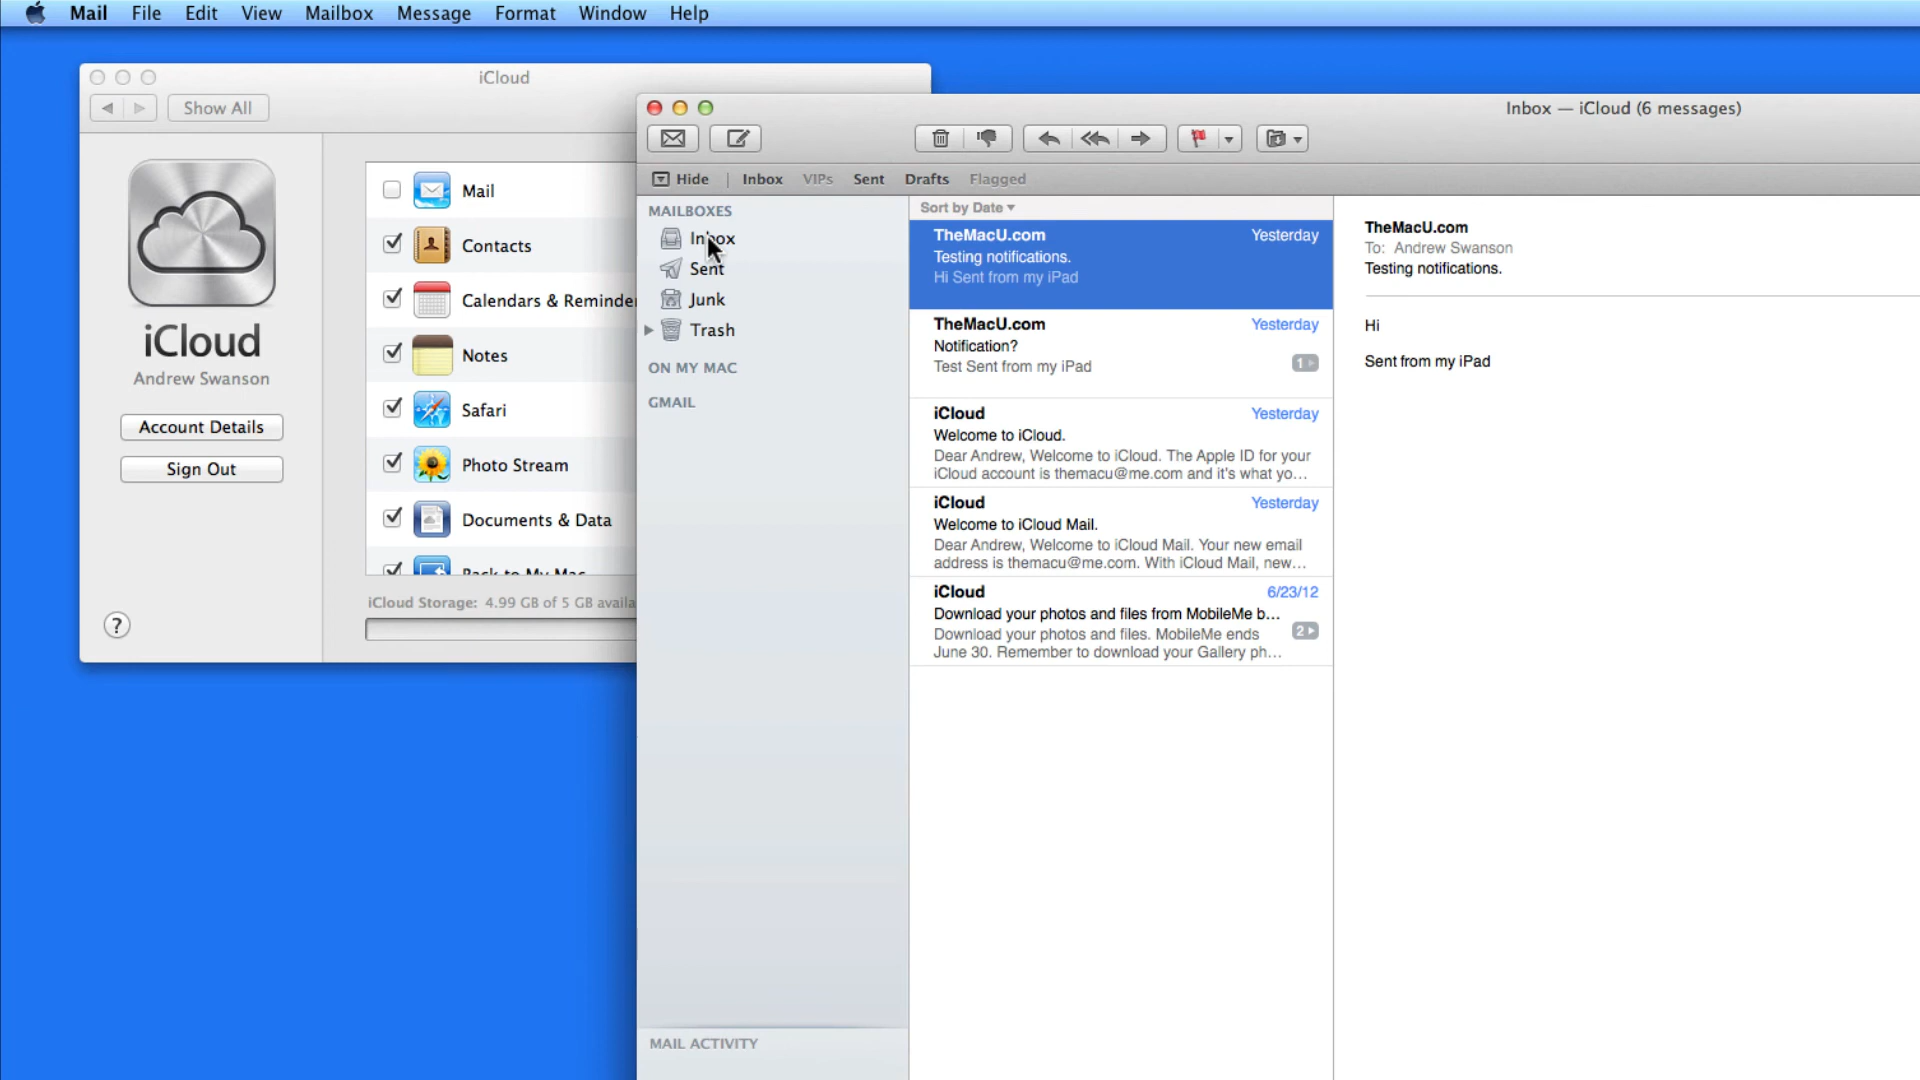 Mail File Edit View Mailbox Message Format Window Help
iCloud
Show All
iCloud
Andrew Swanson
Account Details
Sign Out
?
Mail
Contacts
Calendars & Reminder
Notes
Safari
Photo Stream
Documents & Data
Back to My Mac
iCloud Storage: 4.99 GB of 5 GB availa
Inbox — iCloud (6 messages)
Hide Inbox VIPs Sent Drafts Flagged
MAILBOXES
Inbox
Sent
Junk
Trash
ON MY MAC
GMAIL
MAIL ACTIVITY
Sort by Date
TheMacU.com Yesterday
Testing notifications.
Hi Sent from my iPad
TheMacU.com Yesterday
Notification?
Test Sent from my iPad 1
iCloud Yesterday
Welcome to iCloud.
Dear Andrew, Welcome to iCloud. The Apple ID for your
iCloud account is themacu@me.com and it's what yo...
iCloud Yesterday
Welcome to iCloud Mail.
Dear Andrew, Welcome to iCloud Mail. Your new email
address is themacu@me.com. With iCloud Mail, new...
iCloud 6/23/12
Download your photos and files from MobileMe b...
Download your photos and files. MobileMe ends 2
June 30. Remember to download your Gallery ph...
TheMacU.com
To: Andrew Swanson
Testing notifications.
Hi
Sent from my iPad